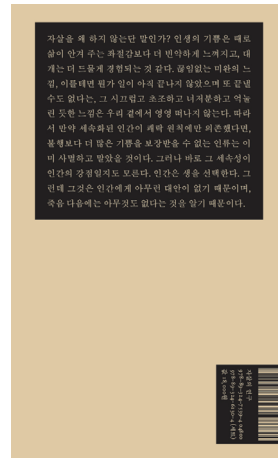 자살을 왜 하지 않는단 말인가? 인생의 기쁨은 때로
삶이 안겨 주는 좌절감보다 더 빈약하게 느껴지고, 대
개는 더 드물게 경험되는 것 같다. 끊임없는 미완의 느
낌, 이를테면 뭔가 일이 아직 끝나지 않았으며 또 끝낼
수도 없다는, 그 시끄럽고 초조하고 너저분하고 억눌
린 듯한 느낌은 우리 곁에서 영영 떠나지 않는다. 따라
서 만약 세속화된 인간이 쾌락 원칙에만 의존했다면,
불행보다 더 많은 기쁨을 보장받을 수 없는 인류는 이
미 사멸하고 말았을 것이다. 그러나 바로 그 세속성이
인간의 강점일지도 모른다. 인간은 생을 선택한다. 그
런데 그것은 인간에게 아무런 대안이 없기 때문이며,
죽음 다음에는 아무것도 없다는 것을 알기 때문이다.
자살의 연구